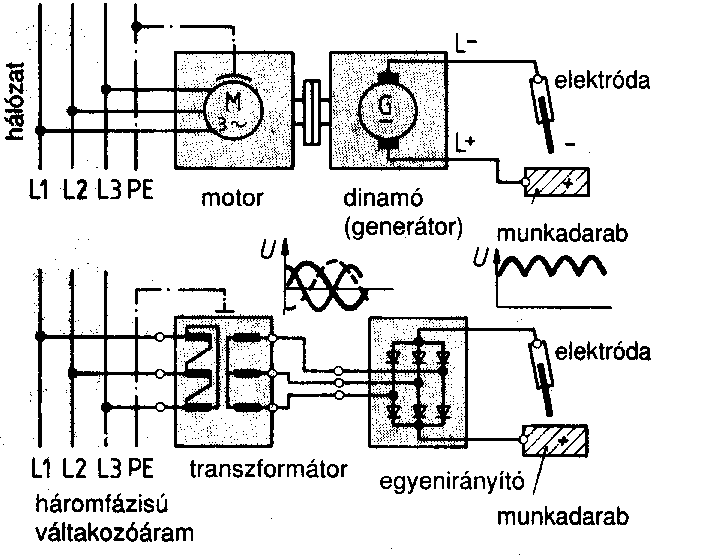 hálózat
L1 L2 L3 PE
M
3~
motor
G
dinamó
(generátor)
L-
L+
elektróda
-
+
munkadarab
U
U
L1 L2 L3 PE
háromfázisú
váltakozóáram
transzformátor
egyenirányító
elektróda
+
munkadarab